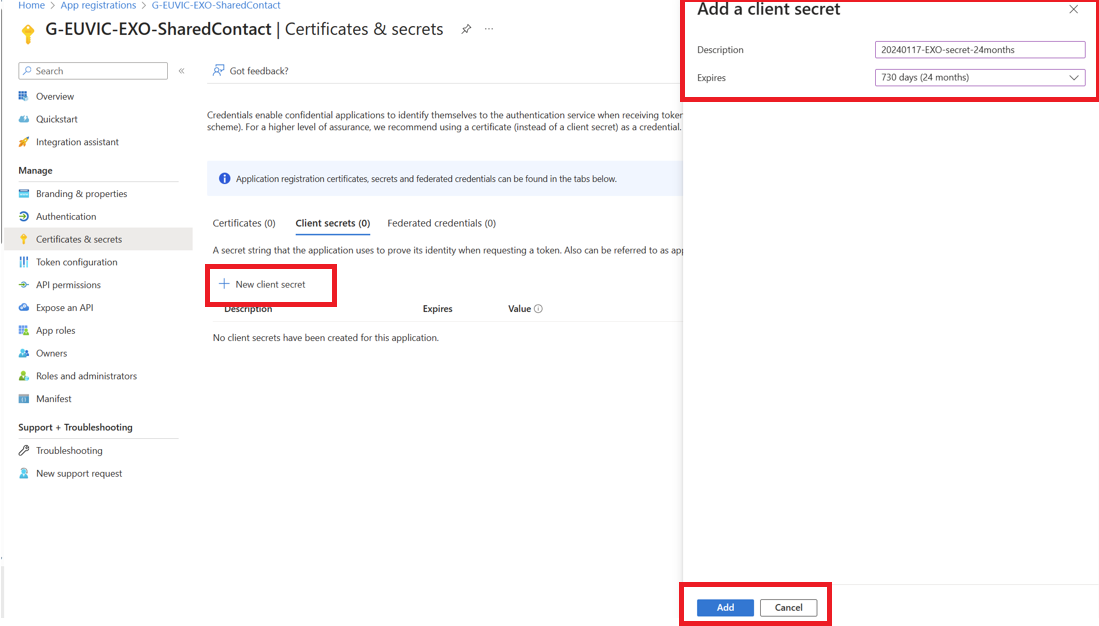 Home > App registrations > G-EUVIC-EXO-SharedContact
G-EUVIC-EXO-SharedContact | Certificates & secrets
Search
Overview
Quickstart
Integration assistant
Manage
Branding & properties
Authentication
Certificates & secrets
Token configuration
API permissions
Expose an API
App roles
Owners
Roles and administrators
Manifest
Support + Troubleshooting
Troubleshooting
New support request
Got feedback?
Credentials enable confidential applications to identify themselves to the authentication service when receiving token
scheme). For a higher level of assurance, we recommend using a certificate (instead of a client secret) as a credential.
Application registration certificates, secrets and federated credentials can be found in the tabs below.
Certificates (0) Client secrets (0) Federated credentials (0)
A secret string that the application uses to prove its identity when requesting a token. Also can be referred to as app
New client secret
Description Expires Value
No client secrets have been created for this application.
Add a client secret
Description 20240117-EXO-secret-24months
Expires 730 days (24 months)
Add Cancel